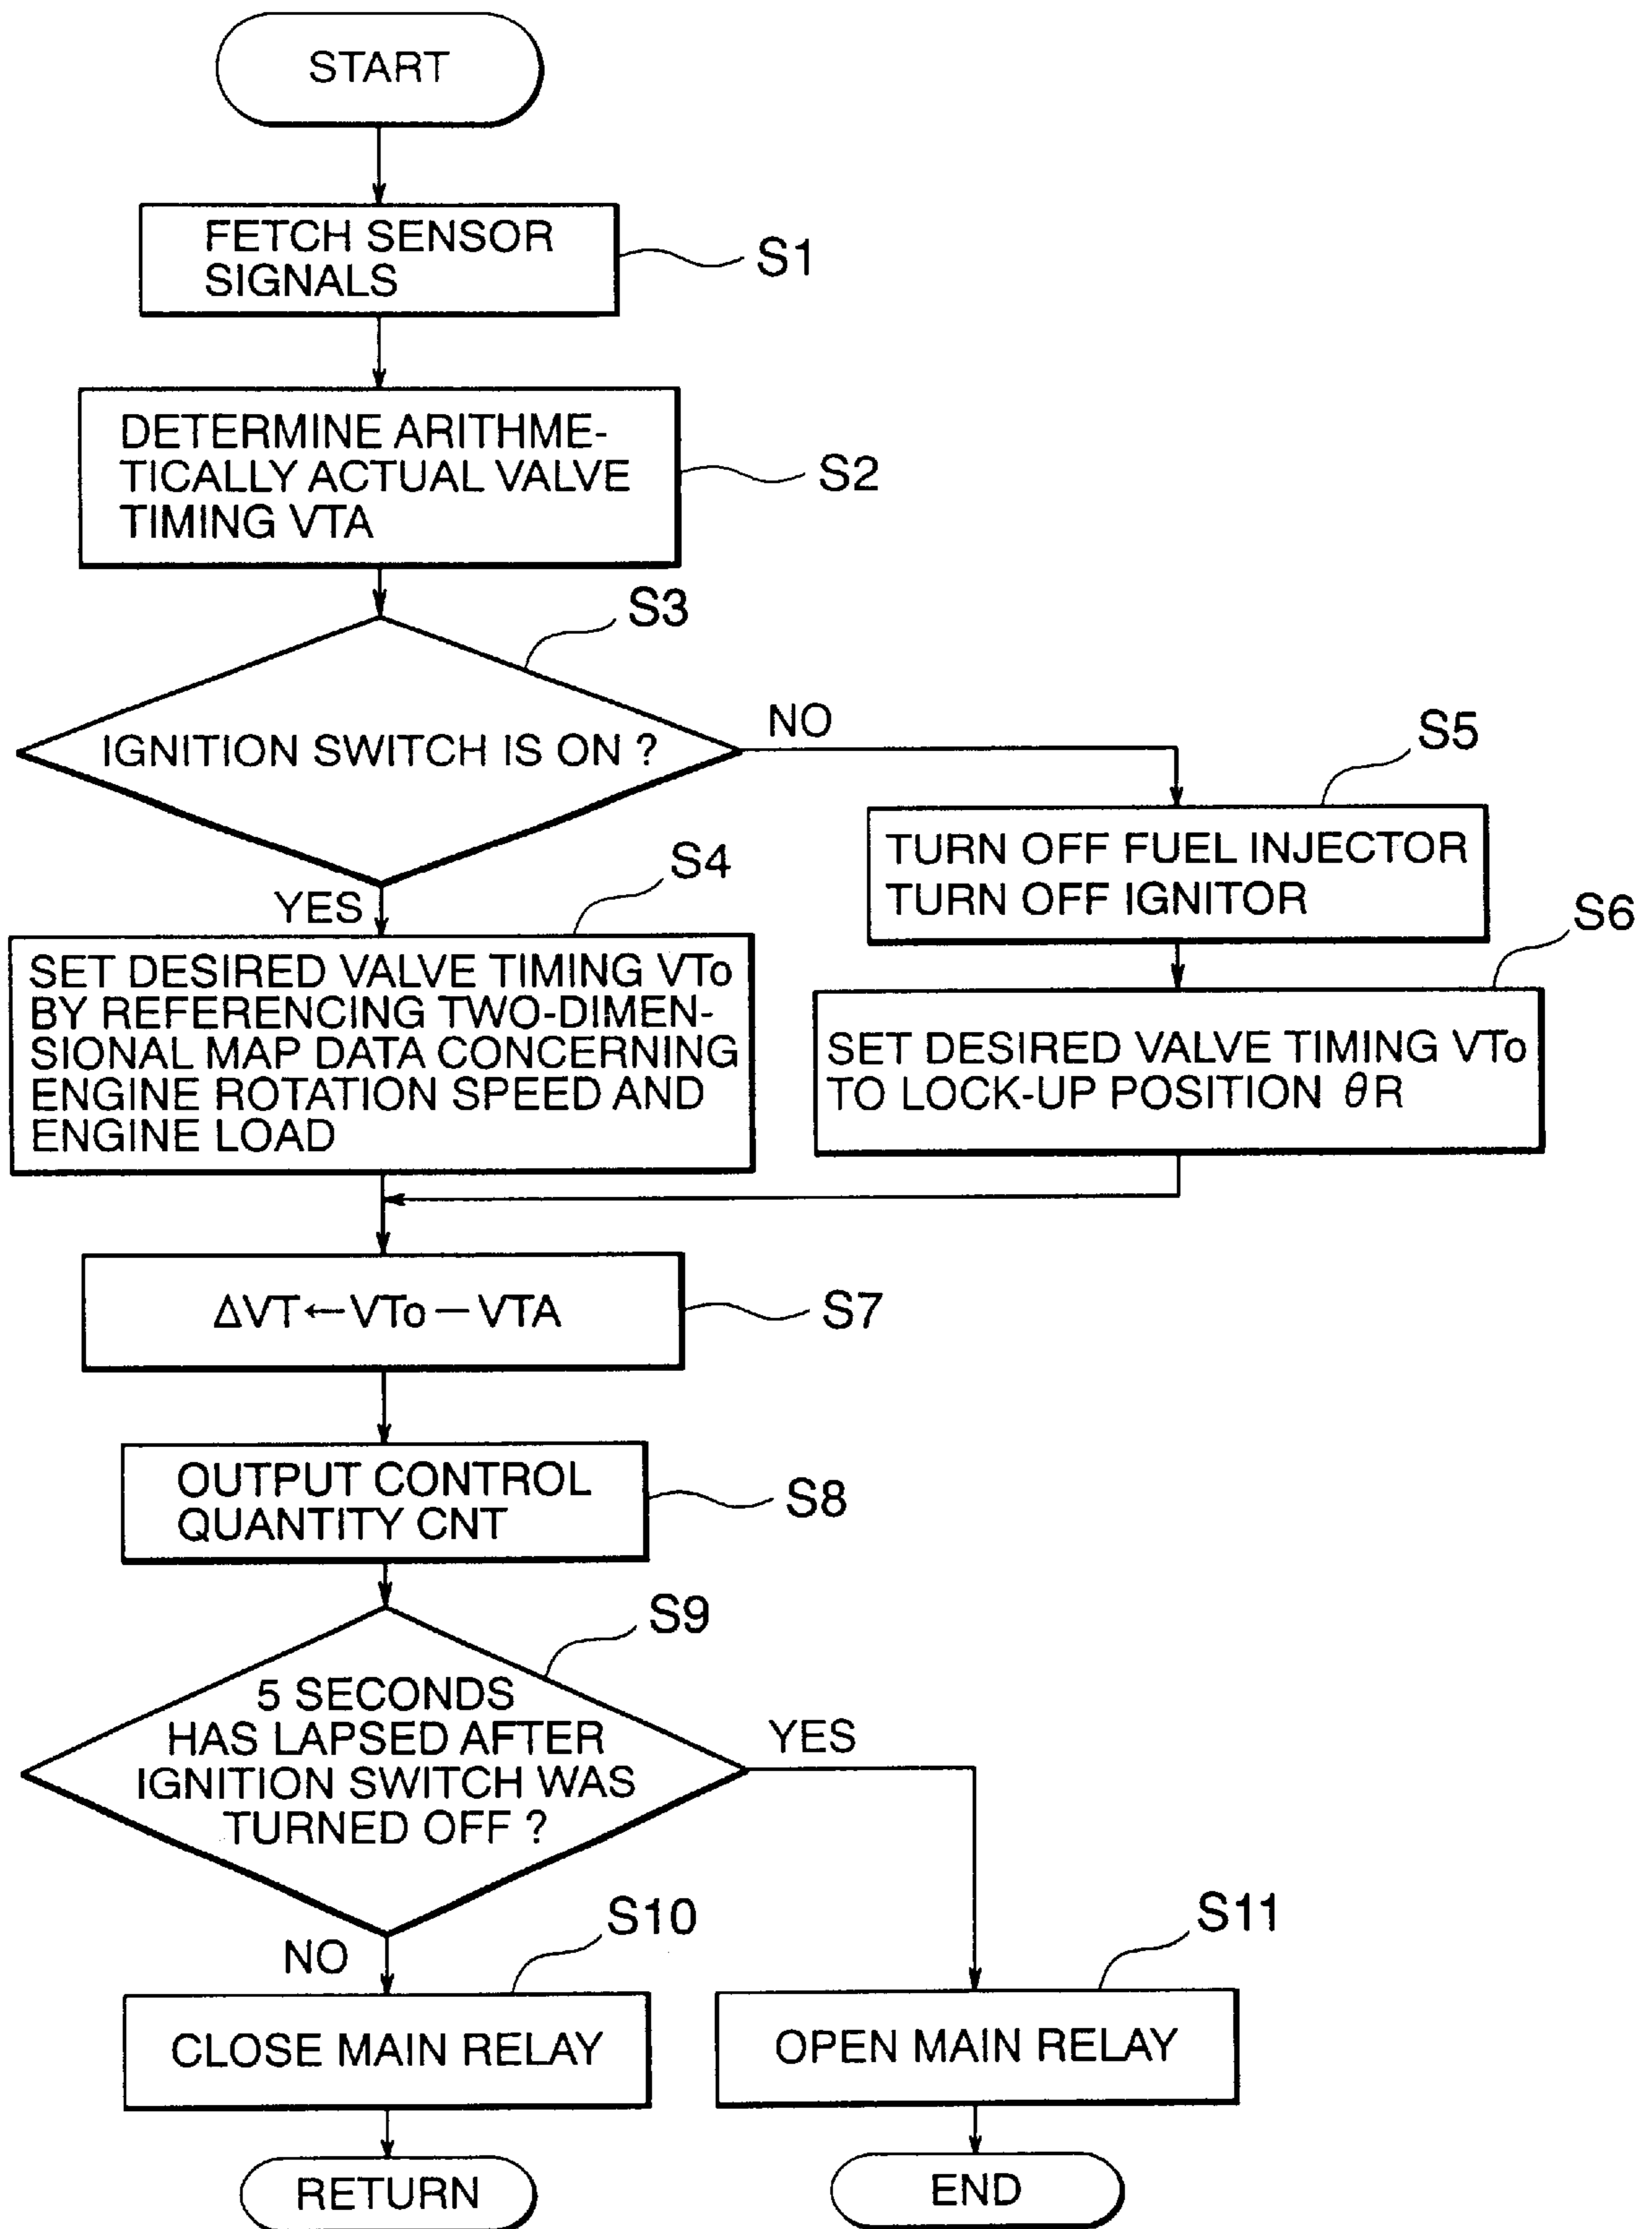 START
FETCH SENSOR
SIGNALS
S1
DETERMINE ARITHME-
TICALLY ACTUAL VALVE
TIMING VTA
S2
S3
IGNITION SWITCH IS ON ?
NO
YES
S5
TURN OFF FUEL INJECTOR
TURN OFF IGNITOR
S4
SET DESIRED VALVE TIMING VTo
BY REFERENCING TWO-DIMEN-
SIONAL MAP DATA CONCERNING
ENGINE ROTATION SPEED AND
ENGINE LOAD
S6
SET DESIRED VALVE TIMING VTo
TO LOCK-UP POSITION θR
ΔVT←VTo—VTA
S7
OUTPUT CONTROL
QUANTITY CNT
S8
S9
5 SECONDS
HAS LAPSED AFTER
IGNITION SWITCH WAS
TURNED OFF ?
YES
NO
S10
CLOSE MAIN RELAY
S11
OPEN MAIN RELAY
RETURN
END